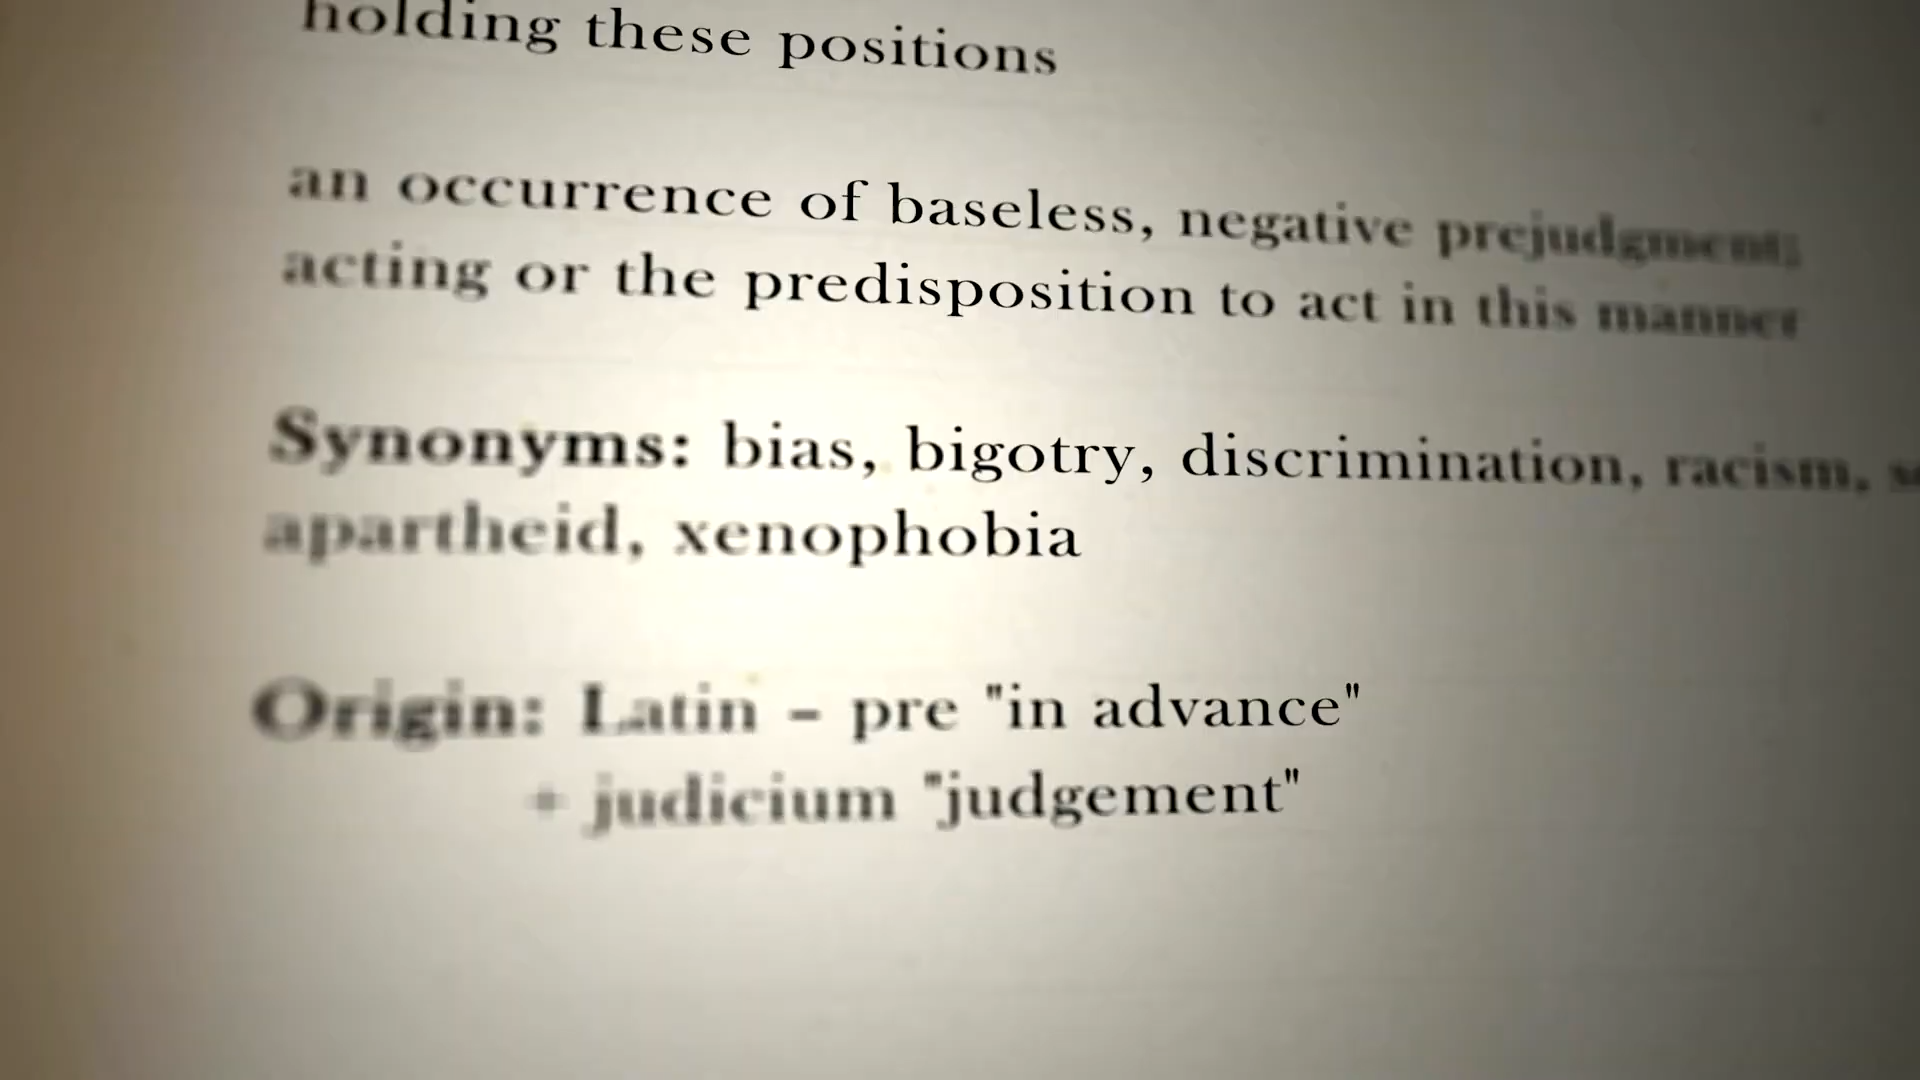 holding these positions
an occurrence of baseless, negative prejudgment;
acting or the predisposition to act in this manner
Synonyms: bias, bigotry, discrimination, racism,
apartheid, xenophobia
Origin: Latin - pre "in advance"
+ judicium "judgement"